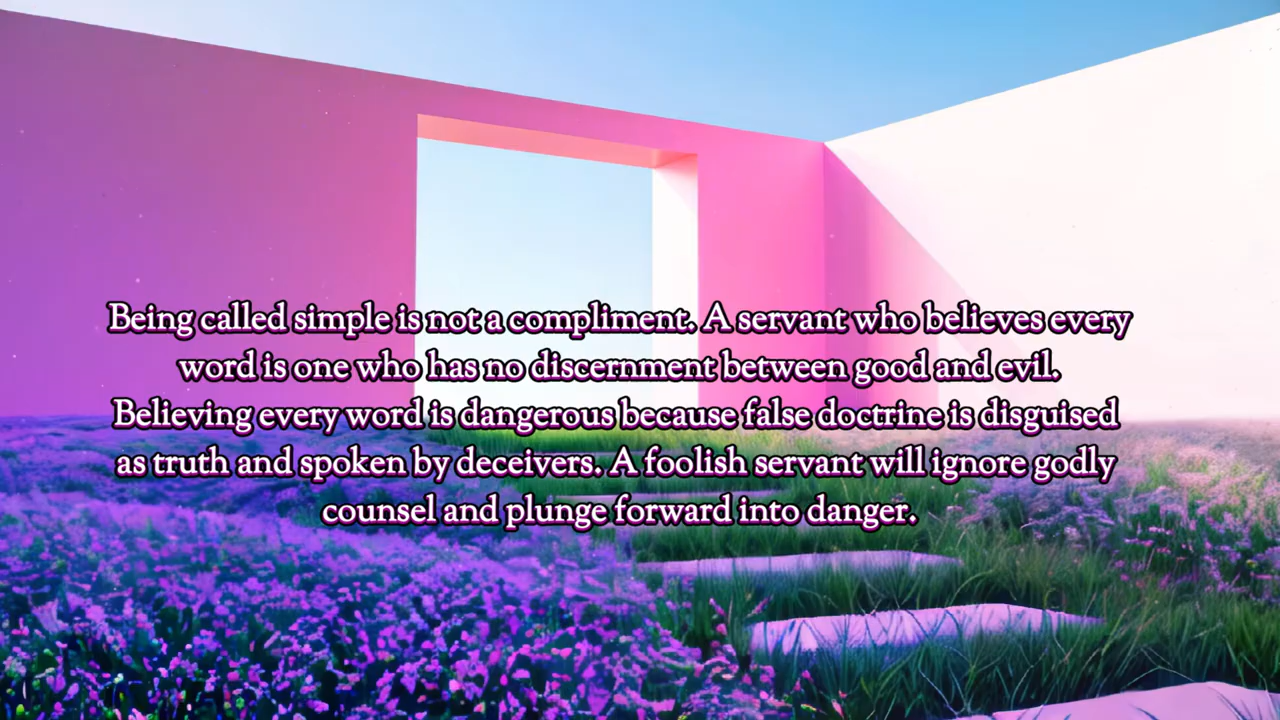 Being called simple is not a compliment. A servant who believes every
word is one who has no discernment between good and evil.
Believing every word is dangerous because false doctrine is disguised
as truth and spoken by deceivers. A foolish servant will ignore godly
counsel and plunge forward into danger.